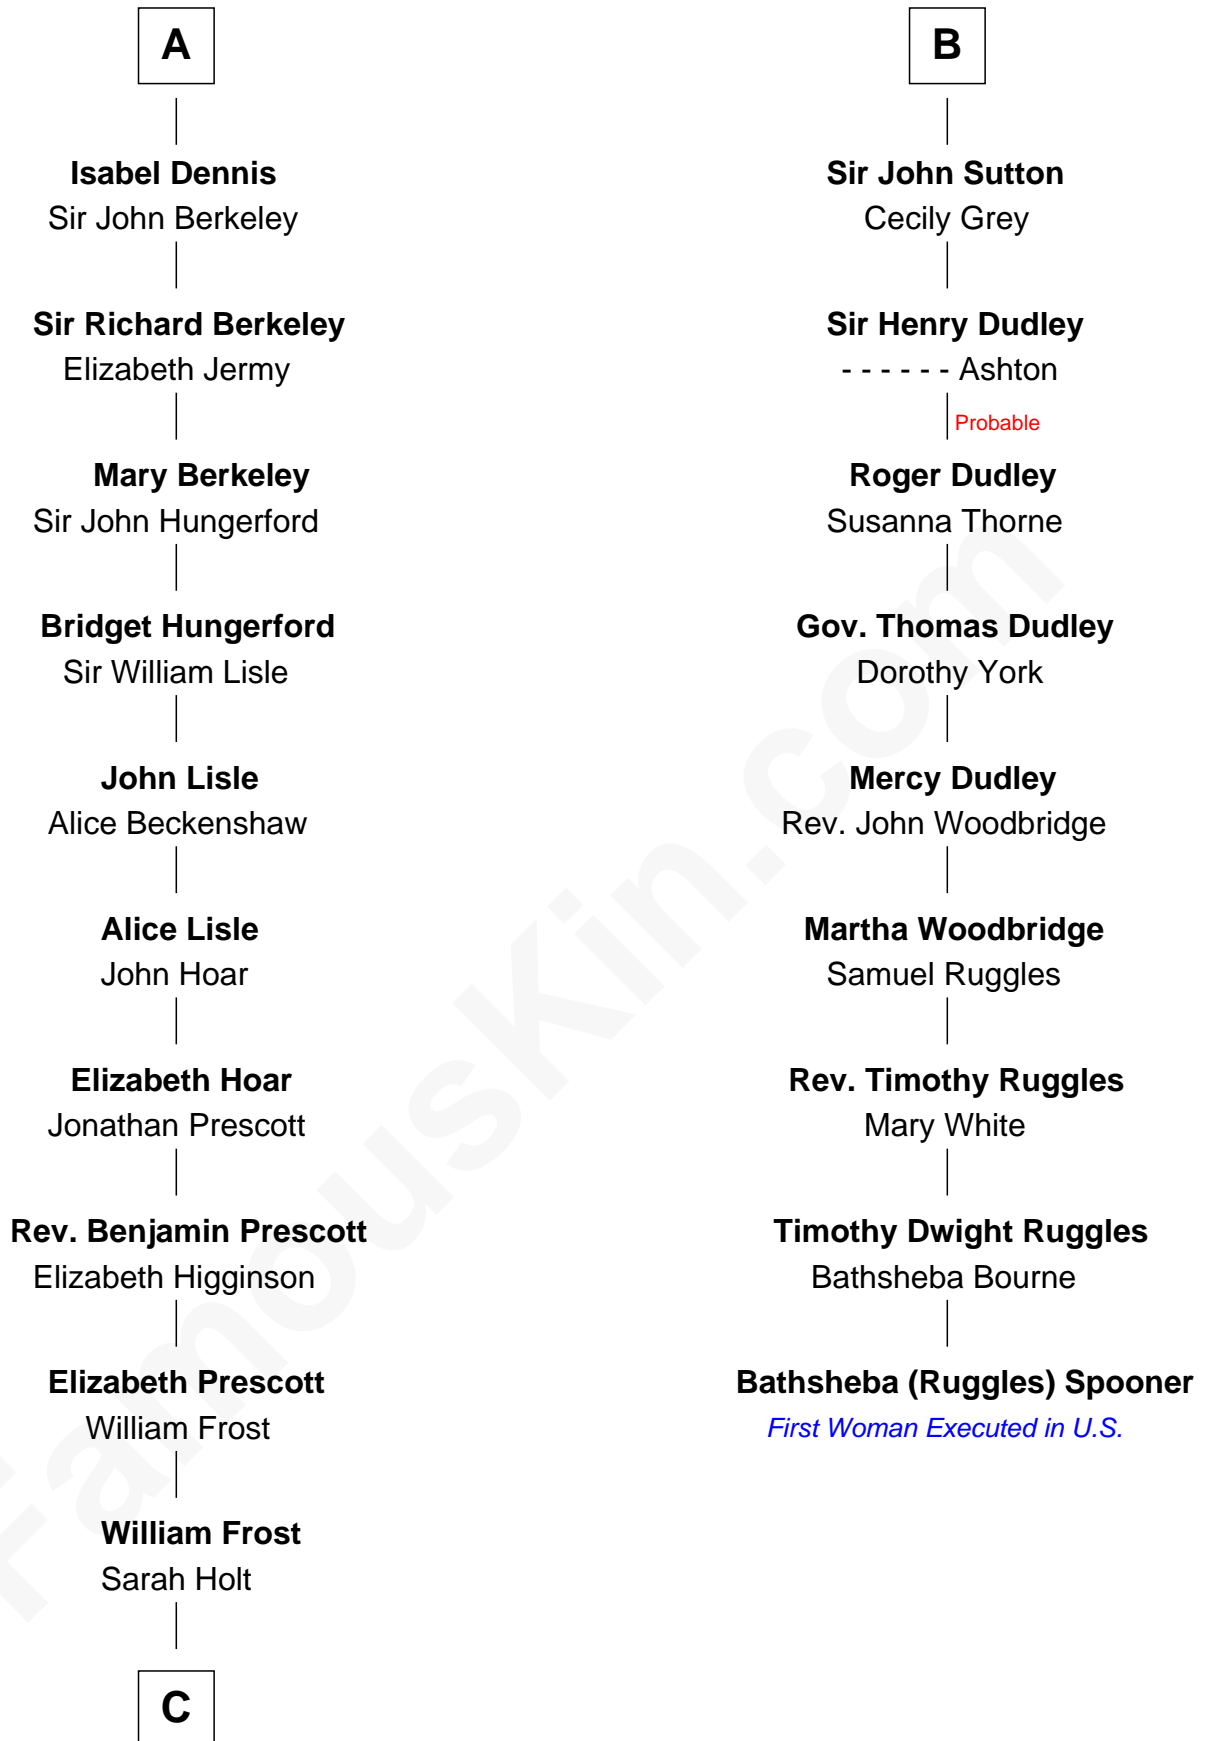 A
Isabel Dennis
Sir John Berkeley
Sir Richard Berkeley
Elizabeth Jermy
Mary Berkeley
Sir John Hungerford
Bridget Hungerford
Sir William Lisle
John Lisle
Alice Beckenshaw
Alice Lisle
John Hoar
Elizabeth Hoar
Jonathan Prescott
Rev. Benjamin Prescott
Elizabeth Higginson
Elizabeth Prescott
William Frost
William Frost
Sarah Holt
C
B
Sir John Sutton
Cecily Grey
Sir Henry Dudley
- - - - - - Ashton
Probable
Roger Dudley
Susanna Thorne
Gov. Thomas Dudley
Dorothy York
Mercy Dudley
Rev. John Woodbridge
Martha Woodbridge
Samuel Ruggles
Rev. Timothy Ruggles
Mary White
Timothy Dwight Ruggles
Bathsheba Bourne
Bathsheba (Ruggles) Spooner
First Woman Executed in U.S.
FamousKin.com